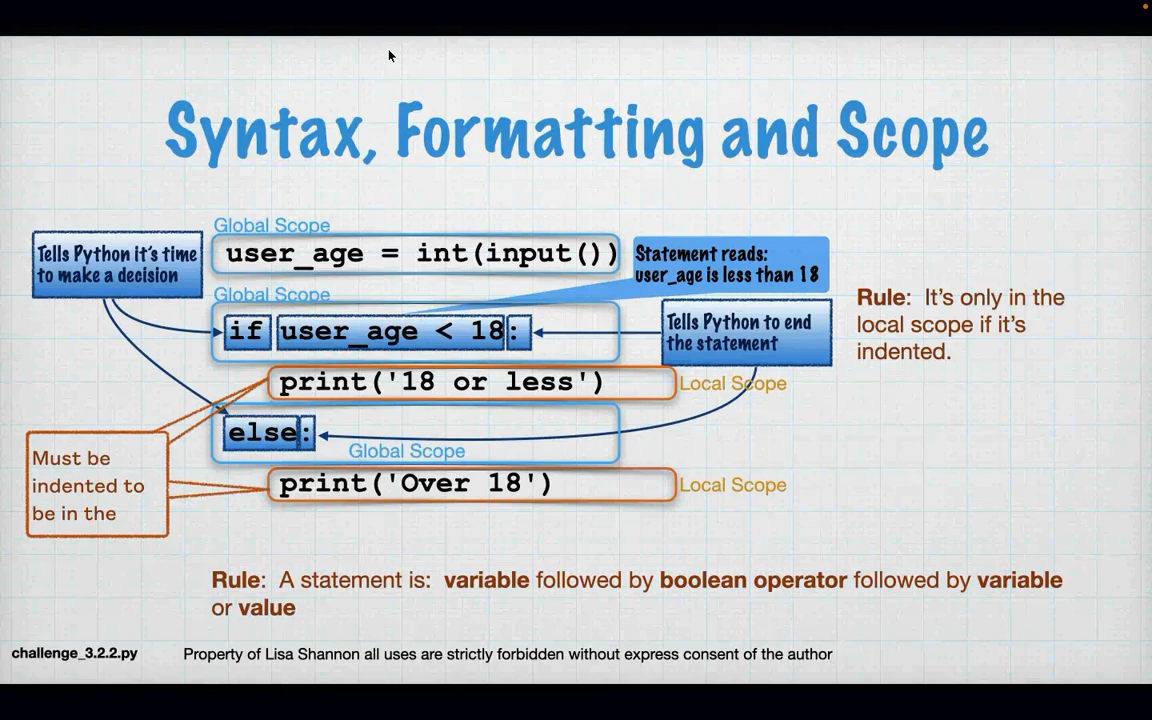 Syntax, Formatting and Scope
Global Scope
Tells Python it's time
to make a decision
user_age = int(input())
Statement reads:
user_age is less than 18
Global Scope
if user_age < 18:
Tells Python to end
the statement
Rule: It's only in the
local scope if it's
indented.
print('18 or less')
Local Scope
else:
Global Scope
Must be
indented to
be in the
print('Over 18')
Local Scope
Rule: A statement is: variable followed by boolean operator followed by variable
or value
challenge_3.2.2.py
Property of Lisa Shannon all uses are strictly forbidden without express consent of the author